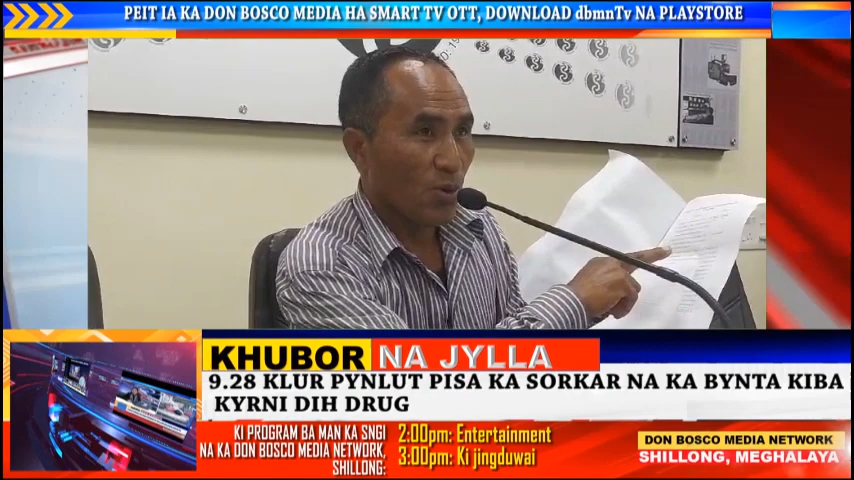 PEIT IA KA DON BOSCO MEDIA HA SMART TV OTT, DOWNLOAD dbmnTv NA PLAYSTORE
KHUBOR NA JYLLA
9.28 KLUR PYNLUT PISA KA SORKAR NA KA BYNTA KIBA
KYRNI DIH DRUG
KI PROGRAM BA MAN KA SNGI
NA KA DON BOSCO MEDIA NETWORK,
SHILLONG:
2:00pm: Entertainment
3:00pm: Ki jingduwai
DON BOSCO MEDIA NETWORK
SHILLONG, MEGHALAYA